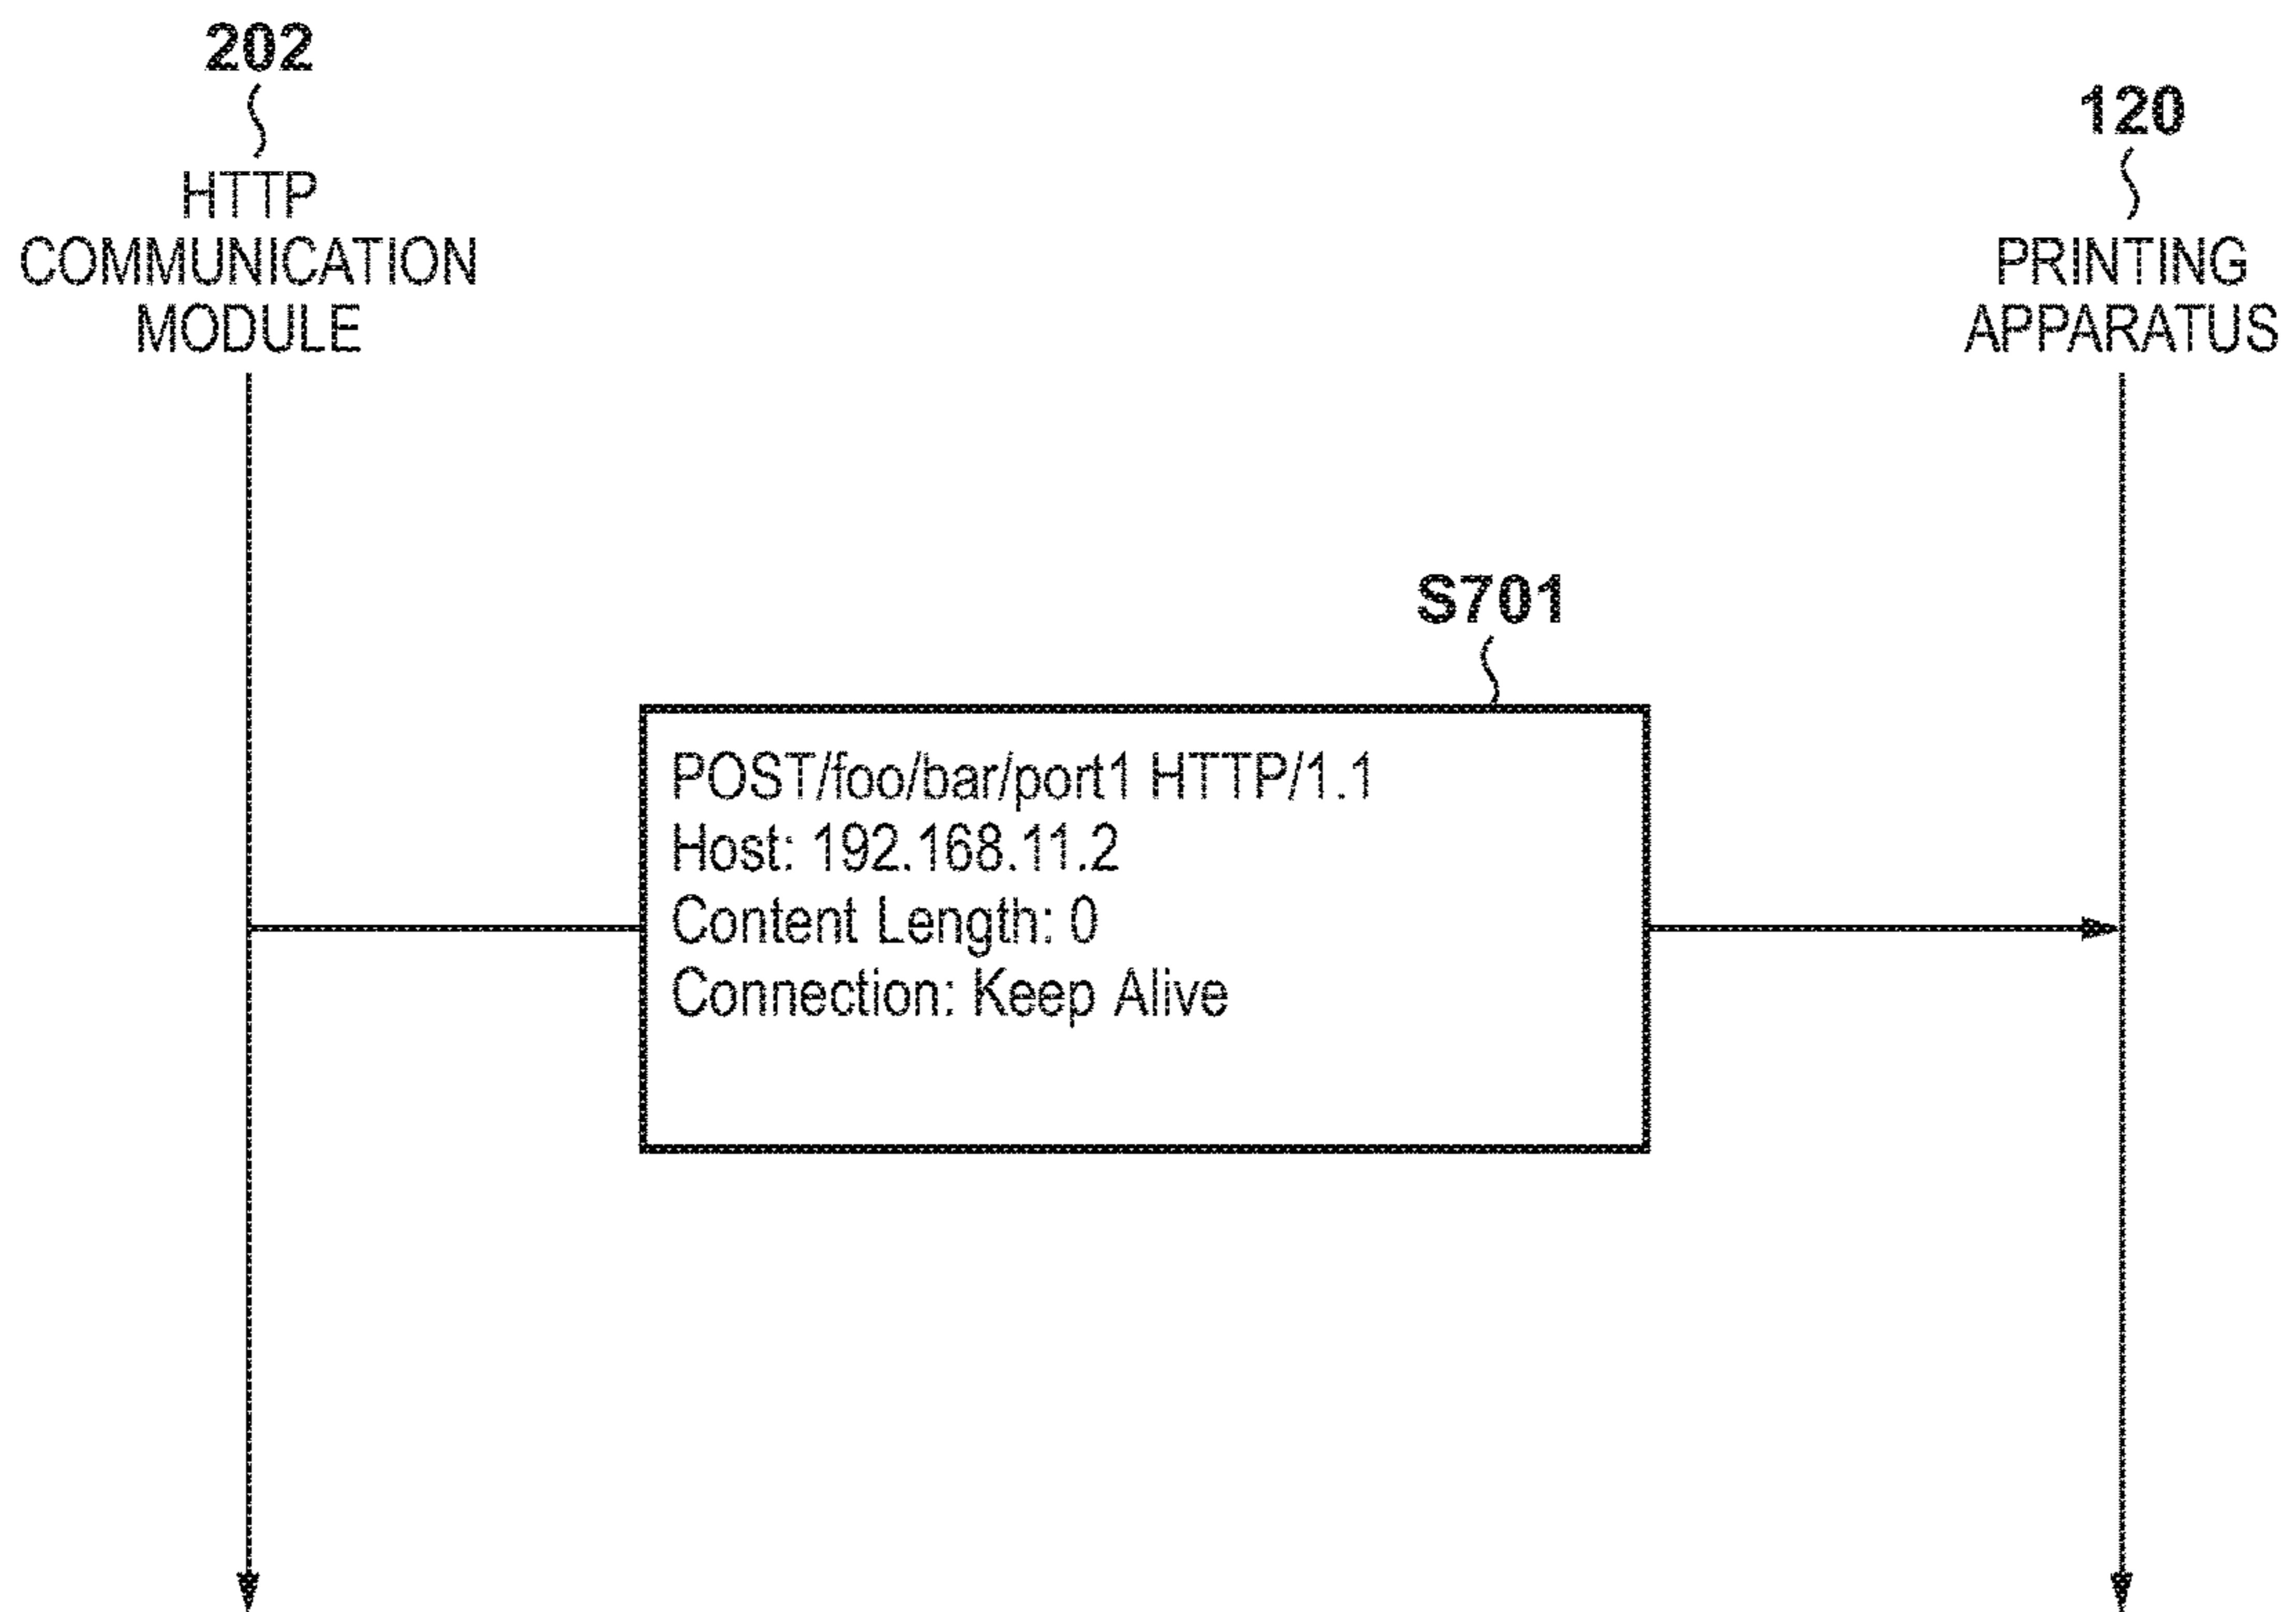 202
HTTP
COMMUNICATION
MODULE
120
PRINTING
APPARATUS
S701
POST/foo/bar/port1 HTTP/1.1
Host: 192.168.11.2
Content Length: 0
Connection: Keep Alive